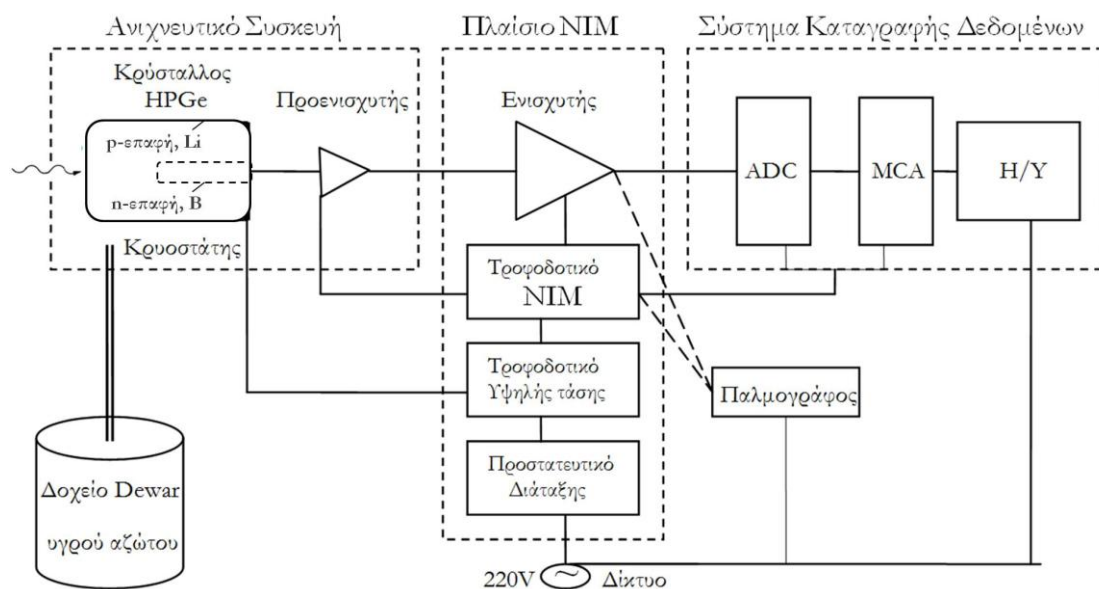 Ανιχνευτικό Συσκευή
Πλαίσιο NIM
Σύστημα Καταγραφής Δεδομένων
Κρύσταλλος
HPGe
Προενισχυτής
Ενισχυτής
p-επαφή, Li
n-επαφή, B
ADC
MCA
Η/Υ
Κρυοστάτης
Τροφοδοτικό
NIM
Τροφοδοτικό
Υψηλής τάσης
Παλμογράφος
Προστατευτικό
Διάταξης
Δοχείο Dewar
υγρού αζώτου
220V
~
Δίκτυο